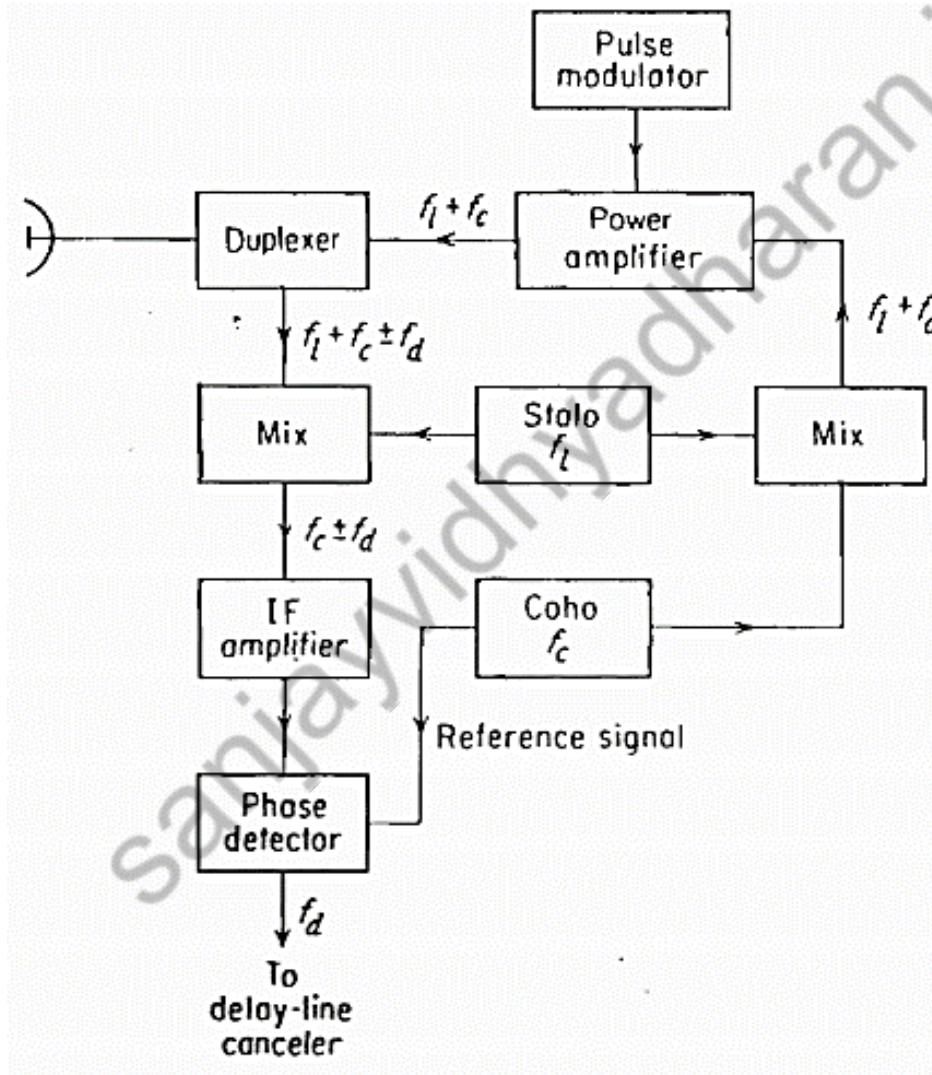 Pulse
modulator
Duplexer
f_l + f_c
Power
amplifier
f_l + f_c ± f_d
f_l + f_c
Mix
Stalo
f_l
Mix
f_c ± f_d
IF
amplifier
Coho
f_c
Reference signal
Phase
detector
f_d
To
delay-line
canceler
sanjayvidhyadharan